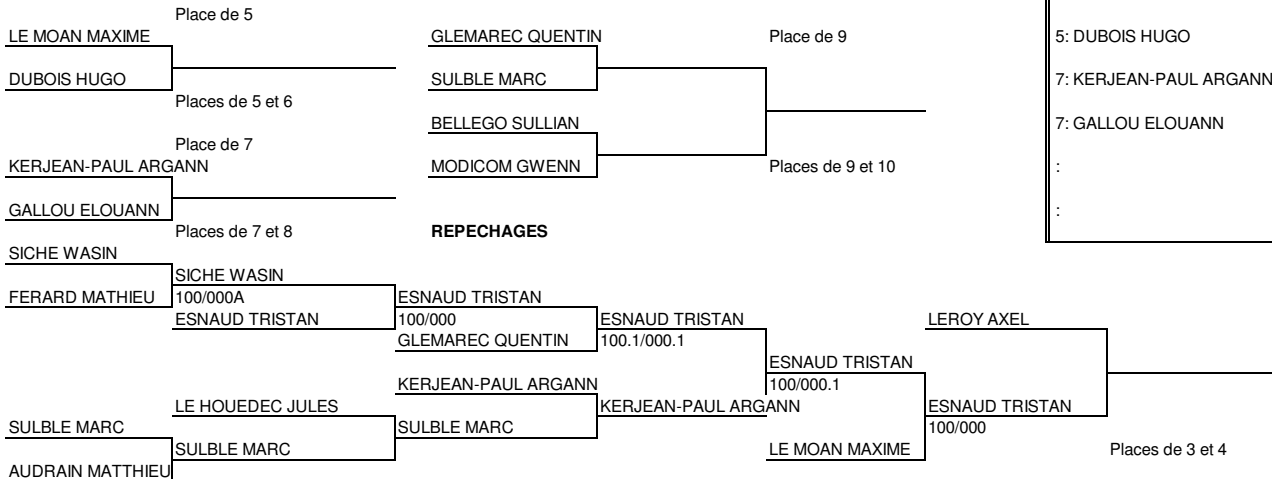 Place de 5
LE MOAN MAXIME
GLEMAREC QUENTIN
Place de 9
5: DUBOIS HUGO
DUBOIS HUGO
SULBLE MARC
7: KERJEAN-PAUL ARGANN
Places de 5 et 6
BELLEGO SULLIAN
7: GALLOU ELOUANN
Place de 7
KERJEAN-PAUL ARGANN
MODICOM GWENN
Places de 9 et 10
:
GALLOU ELOUANN
:
Places de 7 et 8
REPECHAGES
SICHE WASIN
SICHE WASIN
FERARD MATHIEU
100/000A
ESNAUD TRISTAN
ESNAUD TRISTAN
100/000
ESNAUD TRISTAN
LEROY AXEL
GLEMAREC QUENTIN
100.1/000.1
ESNAUD TRISTAN
KERJEAN-PAUL ARGANN
100/000.1
LE HOUEDEC JULES
KERJEAN-PAUL ARGANN
ESNAUD TRISTAN
SULBLE MARC
SULBLE MARC
100/000
SULBLE MARC
LE MOAN MAXIME
Places de 3 et 4
AUDRAIN MATTHIEU